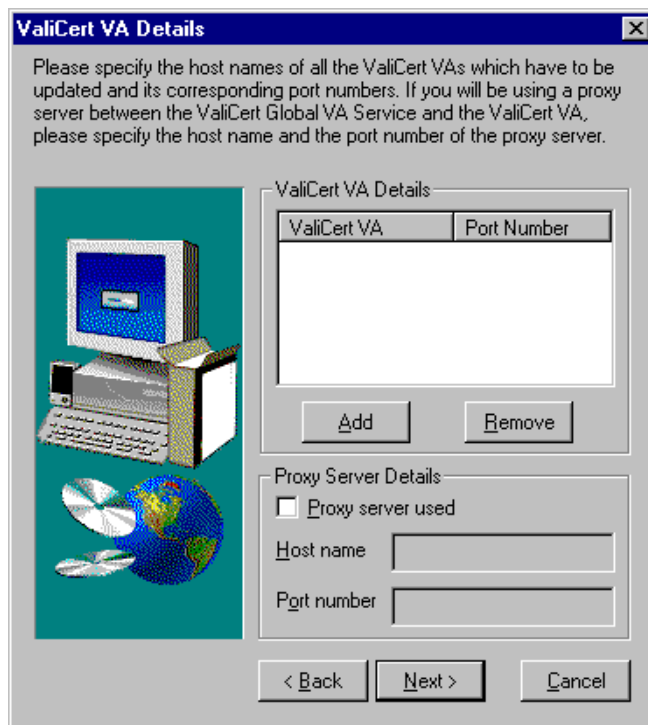 ValiCert VA Details
Please specify the host names of all the ValiCert VAs which have to be
updated and its corresponding port numbers. If you will be using a proxy
server between the ValiCert Global VA Service and the ValiCert VA,
please specify the host name and the port number of the proxy server.
ValiCert VA Details
ValiCert VA Port Number
Add Remove
Proxy Server Details
Proxy server used
Host name
Port number
< Back Next > Cancel